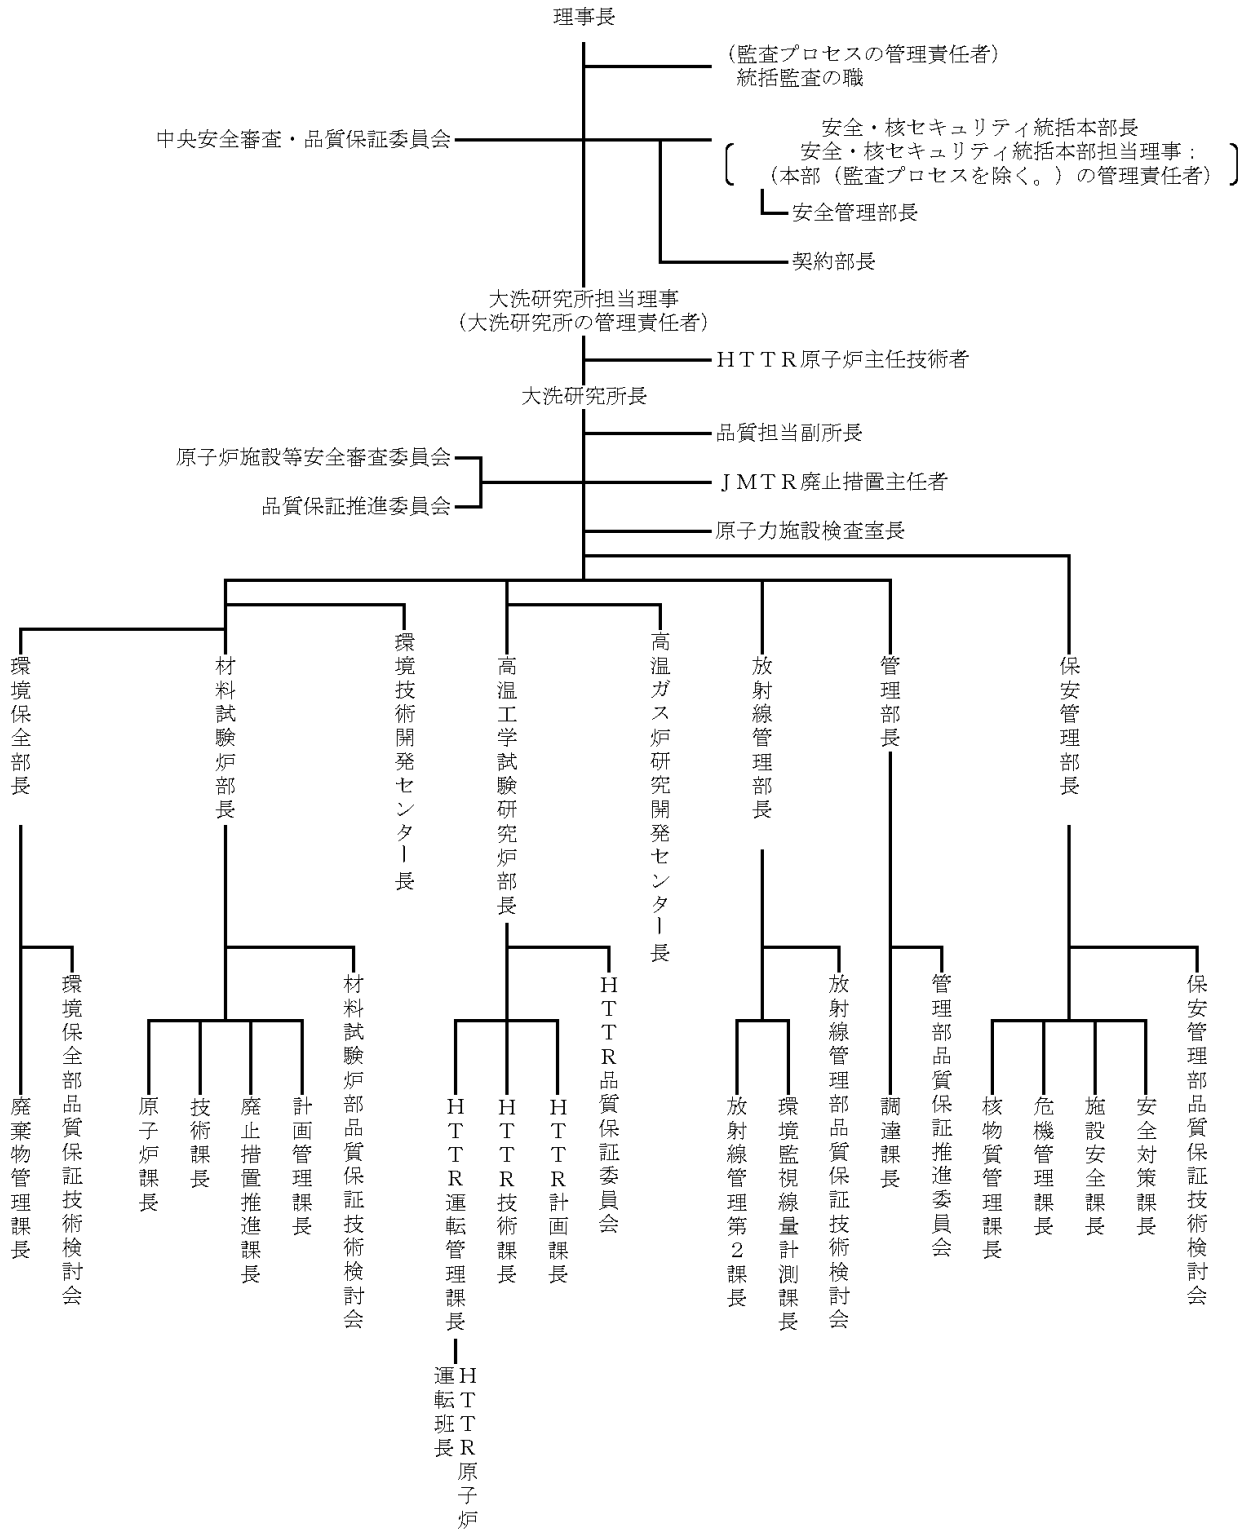 理事長
（監査プロセスの管理責任者）
統括監査の職
中央安全審査・品質保証委員会
安全・核セキュリティ統括本部長
安全・核セキュリティ統括本部担当理事：
（本部（監査プロセスを除く。）の管理責任者）
安全管理部長
契約部長
大洗研究所担当理事
（大洗研究所の管理責任者）
ＨＴＴＲ原子炉主任技術者
大洗研究所長
品質担当副所長
原子炉施設等安全審査委員会
ＪＭＴＲ廃止措置主任者
品質保証推進委員会
原子力施設検査室長
環境保全部長
材料試験炉部長
環境技術開発センター長
高温工学試験研究炉部長
高温ガス炉研究開発センター長
放射線管理部長
管理部長
保安管理部長
廃棄物管理課長
環境保全部品質保証技術検討会
原子炉課長
技術課長
廃止措置推進課長
計画管理課長
材料試験炉部品質保証技術検討会
ＨＴＴＲ運転管理課長
ＨＴＴＲ技術課長
ＨＴＴＲ計画課長
ＨＴＴＲ品質保証委員会
放射線管理第２課長
環境監視線量計測課長
放射線管理部品質保証技術検討会
調達課長
管理部品質保証推進委員会
核物質管理課長
危機管理課長
施設安全課長
安全対策課長
保安管理部品質保証技術検討会
ＨＴＴＲ原子炉
運転班長